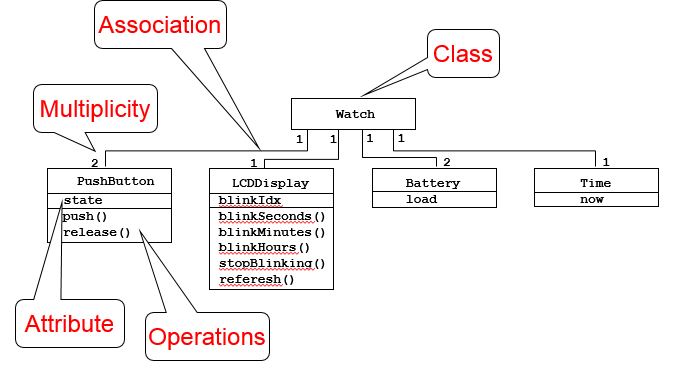 Association
Class
Multiplicity
Watch
1 1 1 1
2 1 2 1
PushButton
state
push()
release()
LCDDisplay
blinkIdx
blinkSeconds()
blinkMinutes()
blinkHours()
stopBlinking()
referesh()
Battery
load
Time
now
Attribute
Operations